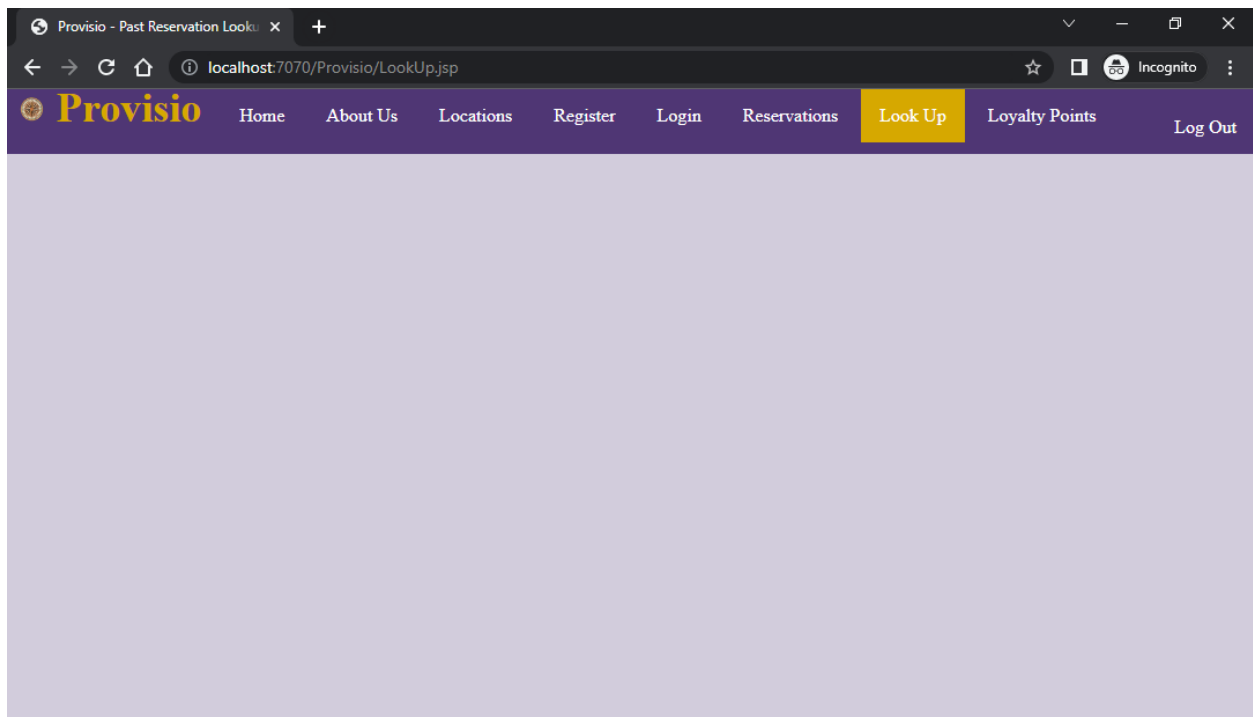 Provisio - Past Reservation Looku
localhost:7070/Provisio/LookUp.jsp
Incognito
Provisio Home About Us Locations Register Login Reservations Look Up Loyalty Points Log Out